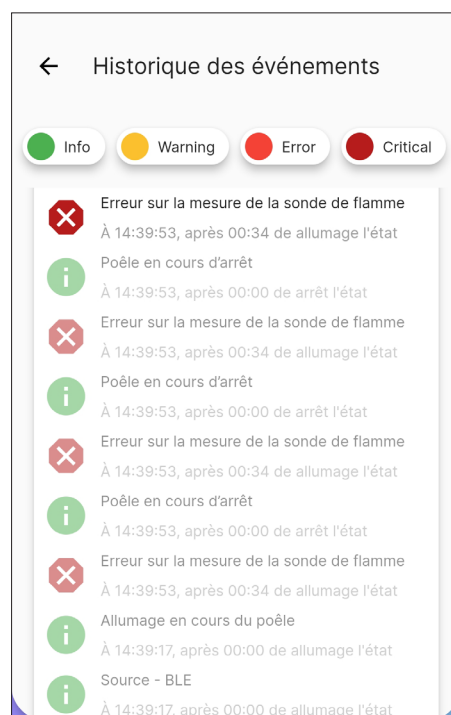 Historique des événements
Info
Warning
Error
Critical
Erreur sur la mesure de la sonde de flamme
À 14:39:53, après 00:34 de allumage l'état
Poêle en cours d’arrêt
À 14:39:53, après 00:00 de arrêt l'état
Erreur sur la mesure de la sonde de flamme
À 14:39:53, après 00:34 de allumage l'état
Poêle en cours d’arrêt
À 14:39:53, après 00:00 de arrêt l'état
Erreur sur la mesure de la sonde de flamme
À 14:39:53, après 00:34 de allumage l'état
Poêle en cours d’arrêt
À 14:39:53, après 00:00 de arrêt l'état
Erreur sur la mesure de la sonde de flamme
À 14:39:53, après 00:34 de allumage l'état
Allumage en cours du poêle
À 14:39:17, après 00:00 de allumage l'état
Source - BLE
À 14:39:17, après 00:00 de allumage l'état